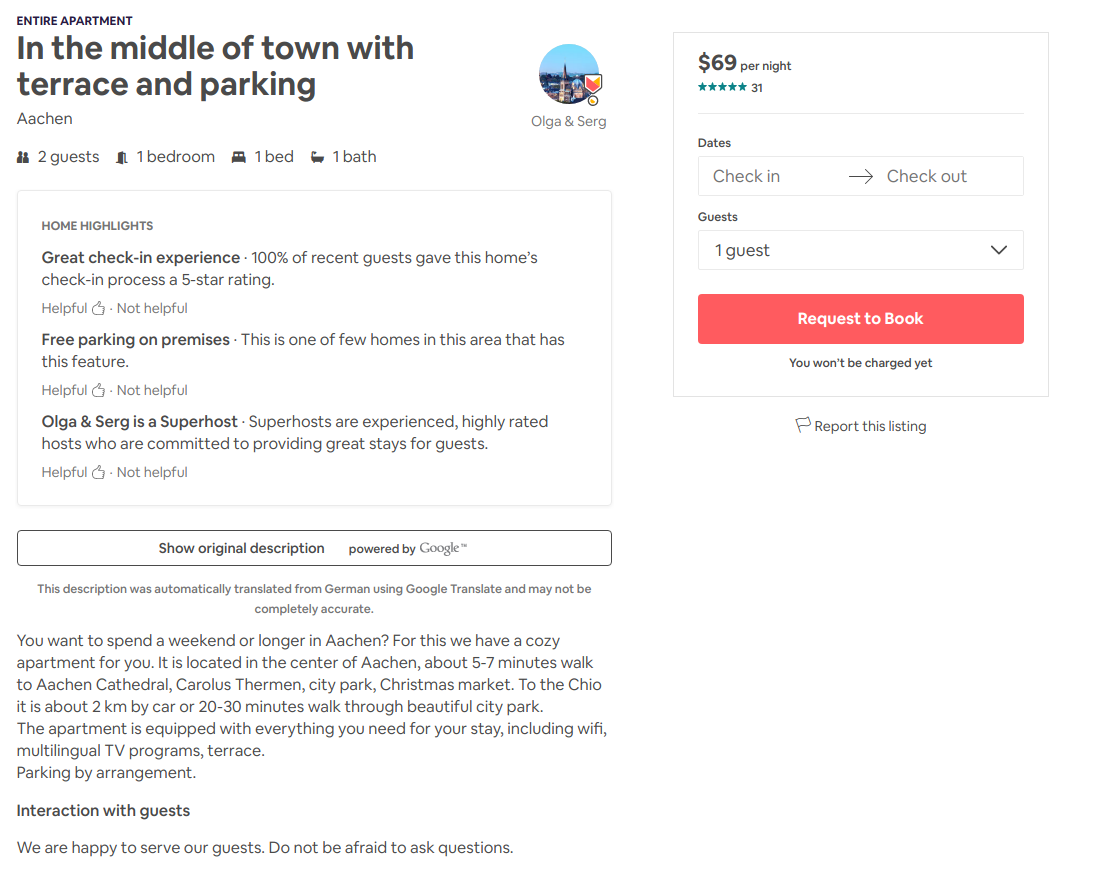 ENTIRE APARTMENT
In the middle of town with
terrace and parking
Aachen
Olga & Serg
2 guests 1 bedroom 1 bed 1 bath
HOME HIGHLIGHTS
Great check-in experience · 100% of recent guests gave this home's
check-in process a 5-star rating.
Helpful · Not helpful
Free parking on premises · This is one of few homes in this area that has
this feature.
Helpful · Not helpful
Olga & Serg is a Superhost · Superhosts are experienced, highly rated
hosts who are committed to providing great stays for guests.
Helpful · Not helpful
Show original description powered by Google™
This description was automatically translated from German using Google Translate and may not be
completely accurate.
You want to spend a weekend or longer in Aachen? For this we have a cozy
apartment for you. It is located in the center of Aachen, about 5-7 minutes walk
to Aachen Cathedral, Carolus Thermen, city park, Christmas market. To the Chio
it is about 2 km by car or 20-30 minutes walk through beautiful city park.
The apartment is equipped with everything you need for your stay, including wifi,
multilingual TV programs, terrace.
Parking by arrangement.
Interaction with guests
We are happy to serve our guests. Do not be afraid to ask questions.
$69 per night
31
Dates
Check in Check out
Guests
1 guest
Request to Book
You won't be charged yet
Report this listing